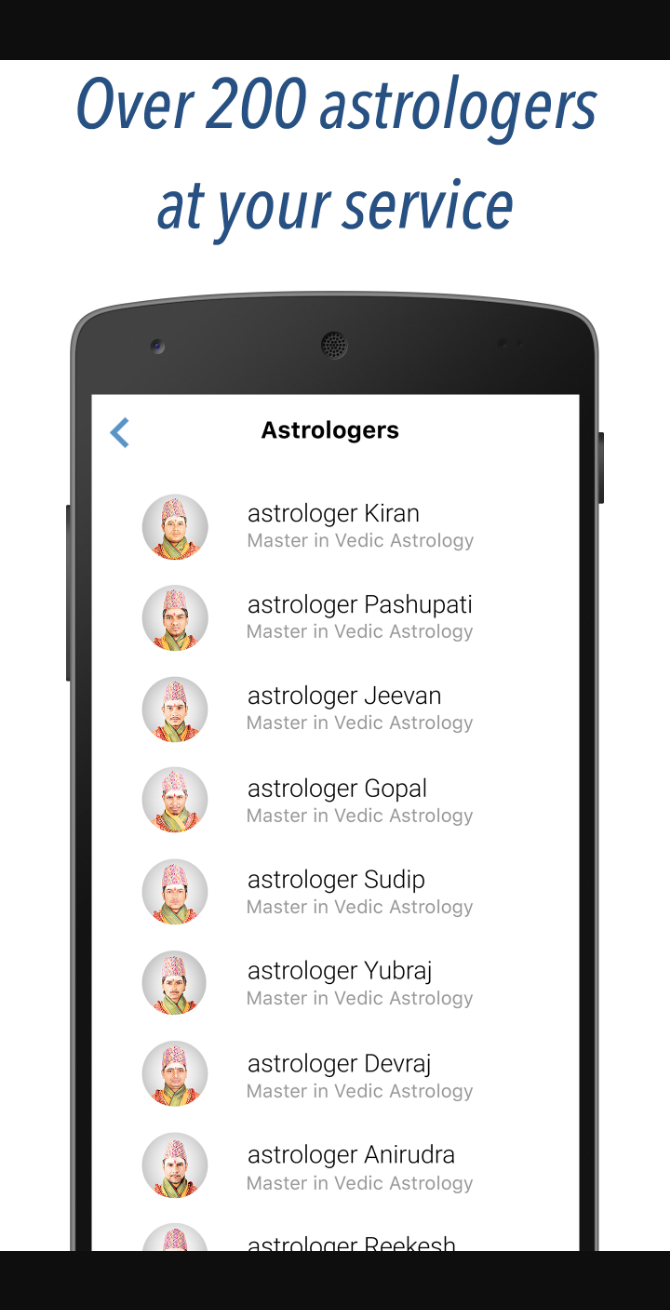 Over 200 astrologers
at your service
Astrologers
astrologer Kiran
Master in Vedic Astrology
astrologer Pashupati
Master in Vedic Astrology
astrologer Jeevan
Master in Vedic Astrology
astrologer Gopal
Master in Vedic Astrology
astrologer Sudip
Master in Vedic Astrology
astrologer Yubraj
Master in Vedic Astrology
astrologer Devraj
Master in Vedic Astrology
astrologer Anirudra
Master in Vedic Astrology
astrologer Reekesh